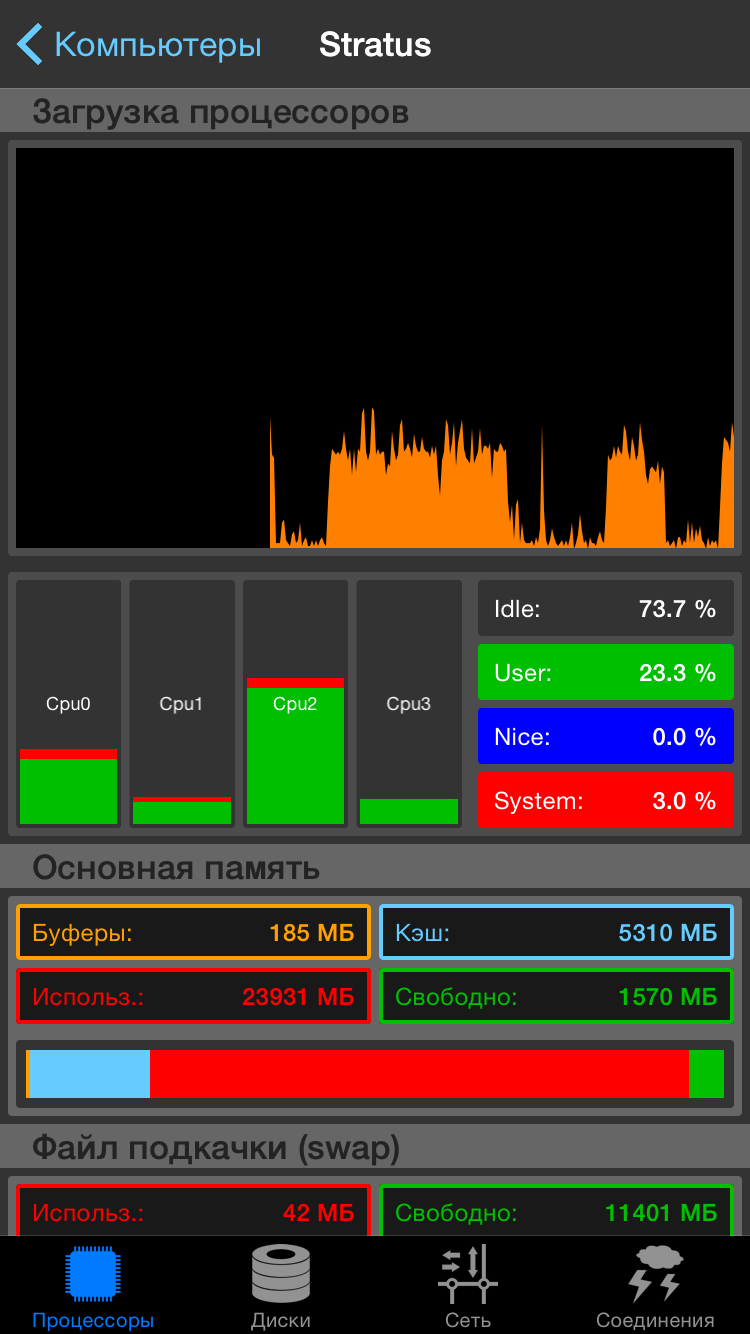 Компьютеры Stratus
Загрузка процессоров
Cpu0 Cpu1 Cpu2 Cpu3
Idle: 73.7 %
User: 23.3 %
Nice: 0.0 %
System: 3.0 %
Основная память
Буферы: 185 МБ Кэш: 5310 МБ
Использ.: 23931 МБ Свободно: 1570 МБ
Файл подкачки (swap)
Использ.: 42 МБ Свободно: 11401 МБ
Процессоры Диски Сеть Соединения